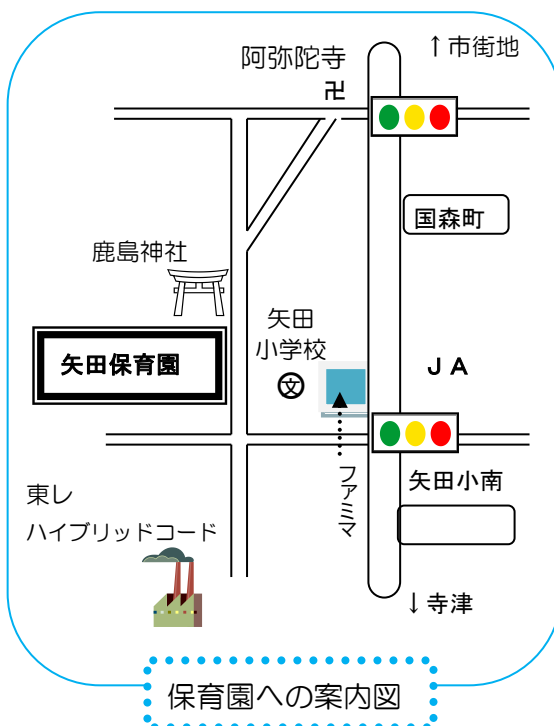 ↑市街地
阿弥陀寺
卍
国森町
鹿島神社
矢田
小学校
文
矢田保育園
JA
ファミマ
矢田小南
東レ
ハイブリッドコード
↓寺津
保育園への案内図